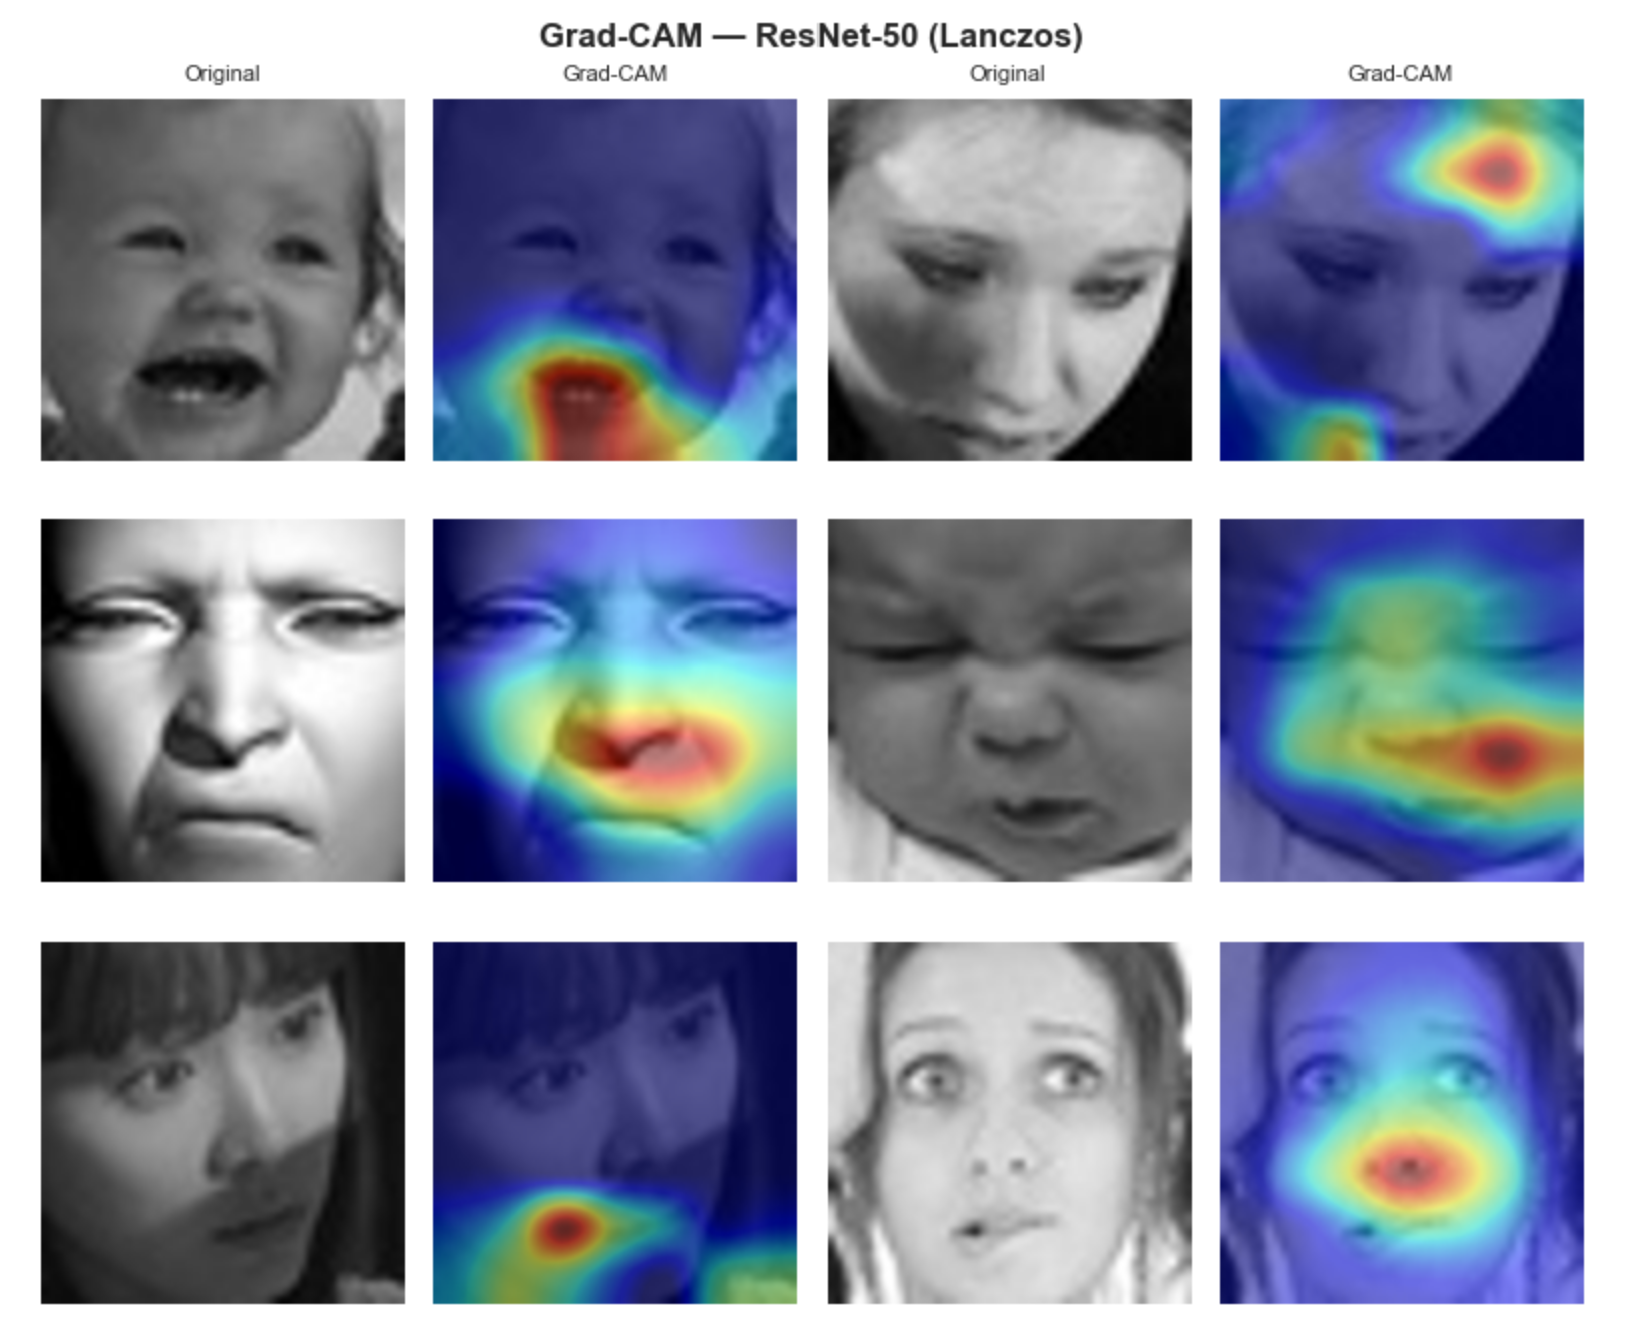 Grad-CAM — ResNet-50 (Lanczos)
Original
Grad-CAM
Original
Grad-CAM